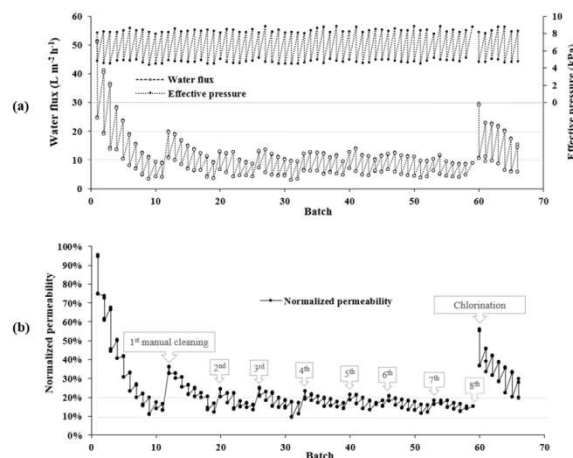 (a)
Water flux (L m⁻² h⁻¹)
60
50
40
30
20
10
0
Water flux
Effective pressure
10
8
6
4
2
0
Effective pressure (kPa)
0 10 20 30 40 50 60 70
Batch
(b)
Normalized permeability
100%
90%
80%
70%
60%
50%
40%
30%
20%
10%
0%
Normalized permeability
Chlorination
1st manual cleaning
2nd
3rd
4th
5th
6th
7th
8th
0 10 20 30 40 50 60 70
Batch